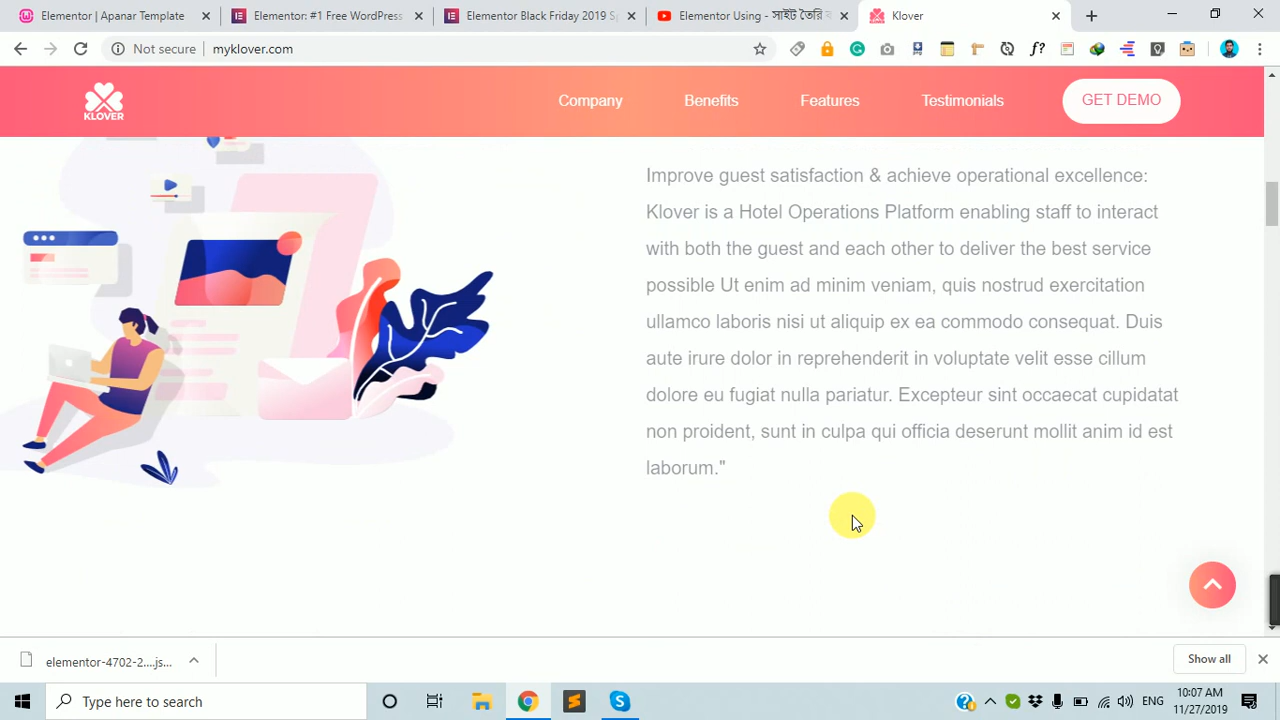 Elementor | Apanar Template
Elementor: #1 Free WordPress
Elementor Black Friday 2019 Sp
Elementor Using - সাইট তৈরি ব
Klover
Not secure
myklover.com
f?
KLOVER
Company
Benefits
Features
Testimonials
GET DEMO
Improve guest satisfaction & achieve operational excellence:
Klover is a Hotel Operations Platform enabling staff to interact
with both the guest and each other to deliver the best service
possible Ut enim ad minim veniam, quis nostrud exercitation
ullamco laboris nisi ut aliquip ex ea commodo consequat. Duis
aute irure dolor in reprehenderit in voluptate velit esse cillum
dolore eu fugiat nulla pariatur. Excepteur sint occaecat cupidatat
non proident, sunt in culpa qui officia deserunt mollit anim id est
laborum."
elementor-4702-2....js...
Show all
Type here to search
ENG
10:07 AM
11/27/2019